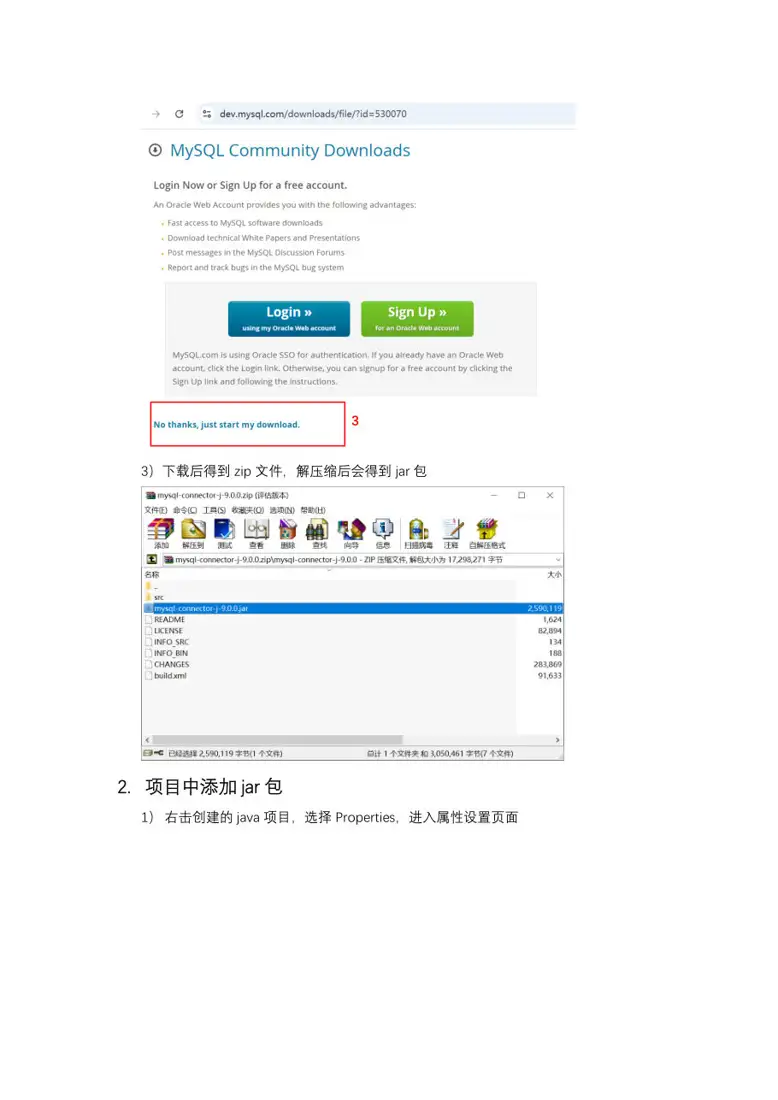 dev.mysql.com/downloads/file/?id=530070
MySQL Community Downloads
Login Now or Sign Up for a free account.
An Oracle Web Account provides you with the following advantages:
Fast access to MySQL software downloads
Download technical White Papers and Presentations
Post messages in the MySQL Discussion Forums
Report and track bugs in the MySQL bug system
Login » Sign Up »
using my Oracle Web account for an Oracle Web account
MySQL.com is using Oracle SSO for authentication. If you already have an Oracle Web
account, click the Login link. Otherwise, you can signup for a free account by clicking the
Sign Up link and following the instructions.
No thanks, just start my download. 3
3）下载后得到 zip 文件，解压缩后会得到 jar 包
mysql-connector-j-9.0.0.zip (评估版本)
文件(F) 命令(C) 工具(S) 收藏夹(O) 选项(N) 帮助(H)
添加 解压到 测试 查看 删除 查找 向导 信息 扫描病毒 注释 自解压格式
mysql-connector-j-9.0.0.zip\mysql-connector-j-9.0.0 - ZIP 压缩文件, 解包大小为 17,298,271 字节
名称 大小
..
src
mysql-connector-j-9.0.0.jar 2,590,119
README 1,624
LICENSE 82,894
INFO_SRC 134
INFO_BIN 188
CHANGES 283,869
build.xml 91,633
已经选择 2,590,119 字节(1 个文件) 总计 1 个文件夹 和 3,050,461 字节(7 个文件)
2. 项目中添加 jar 包
1） 右击创建的 java 项目，选择 Properties，进入属性设置页面